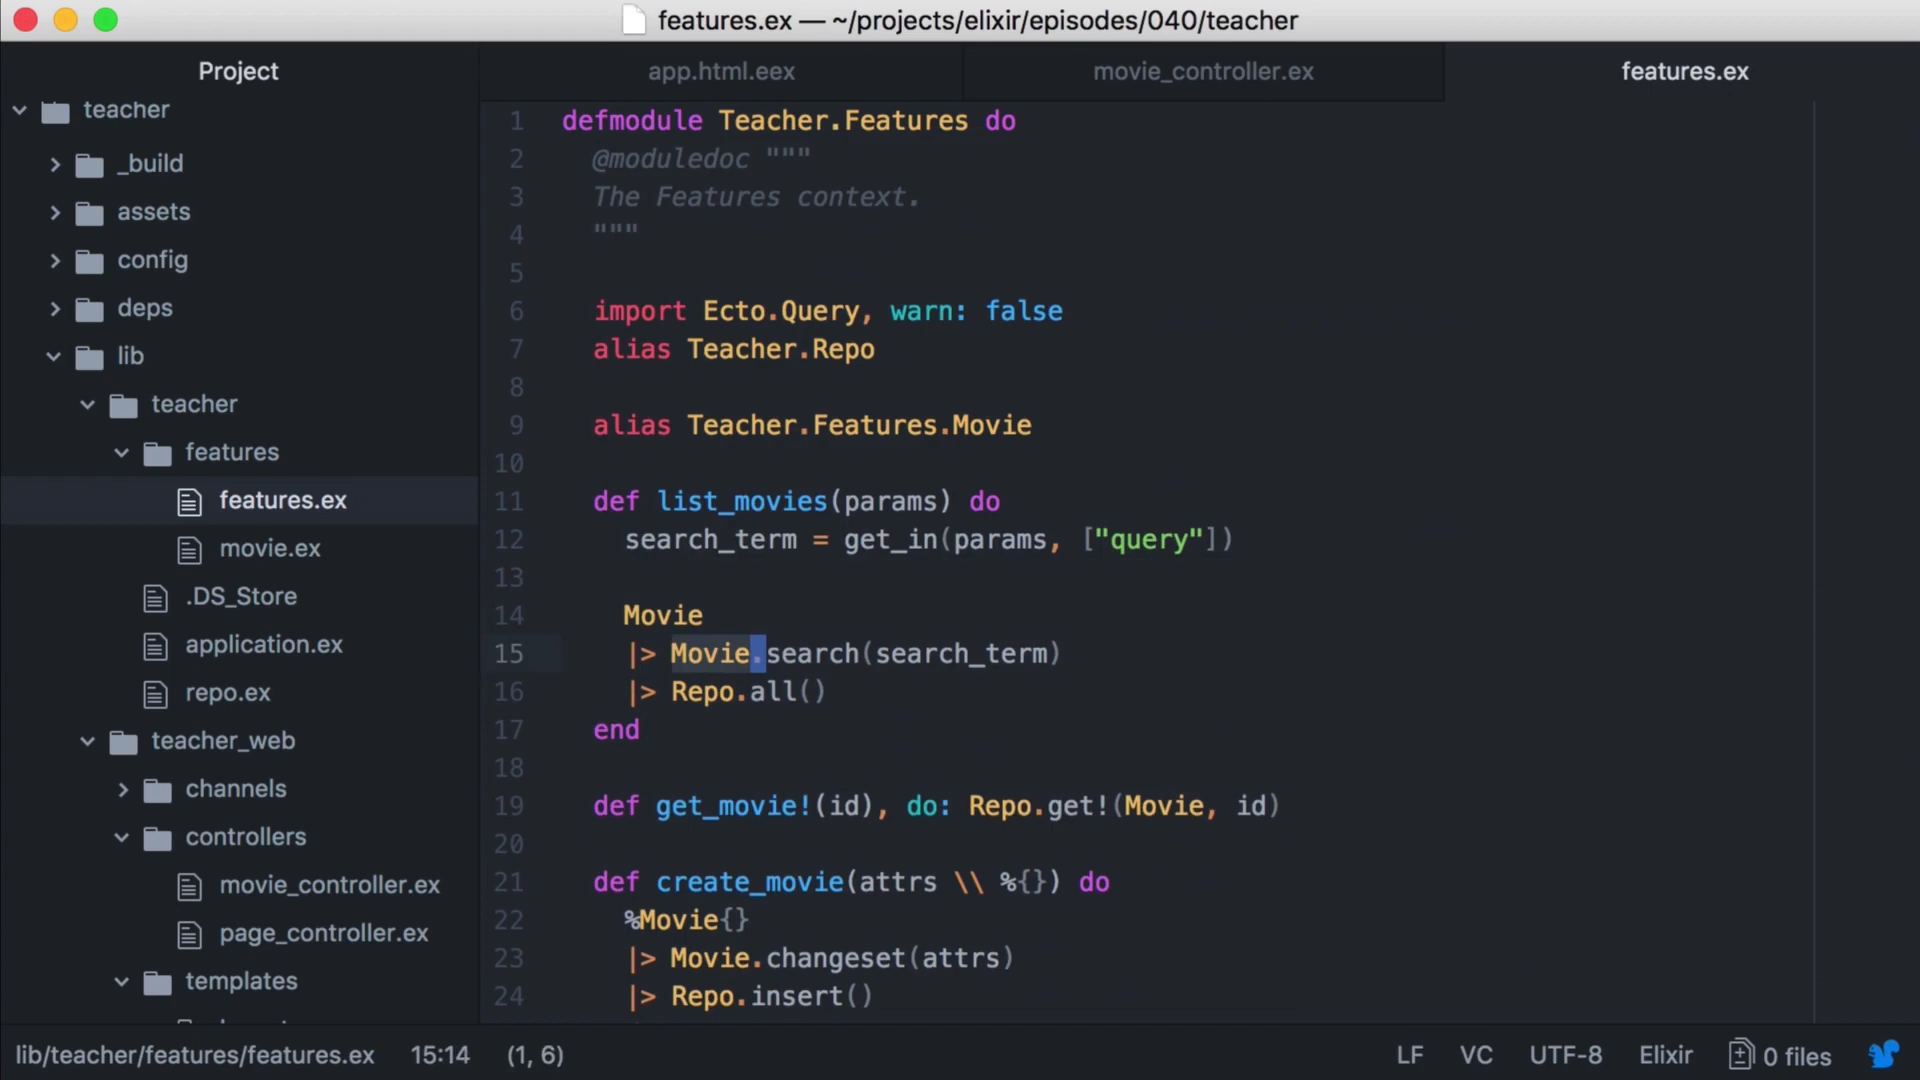 features.ex — ~/projects/elixir/episodes/040/teacher
Project
app.html.eex
movie_controller.ex
features.ex
teacher
_build
assets
config
deps
lib
teacher
features
features.ex
movie.ex
.DS_Store
application.ex
repo.ex
teacher_web
channels
controllers
movie_controller.ex
page_controller.ex
templates
1 defmodule Teacher.Features do
2 @moduledoc """
3 The Features context.
4 """
5
6 import Ecto.Query, warn: false
7 alias Teacher.Repo
8
9 alias Teacher.Features.Movie
10
11 def list_movies(params) do
12 search_term = get_in(params, ["query"])
13
14 Movie
15 |> Movie.search(search_term)
16 |> Repo.all()
17 end
18
19 def get_movie!(id), do: Repo.get!(Movie, id)
20
21 def create_movie(attrs \\ %{}) do
22 %Movie{}
23 |> Movie.changeset(attrs)
24 |> Repo.insert()
lib/teacher/features/features.ex 15:14 (1, 6) LF VC UTF-8 Elixir 0 files